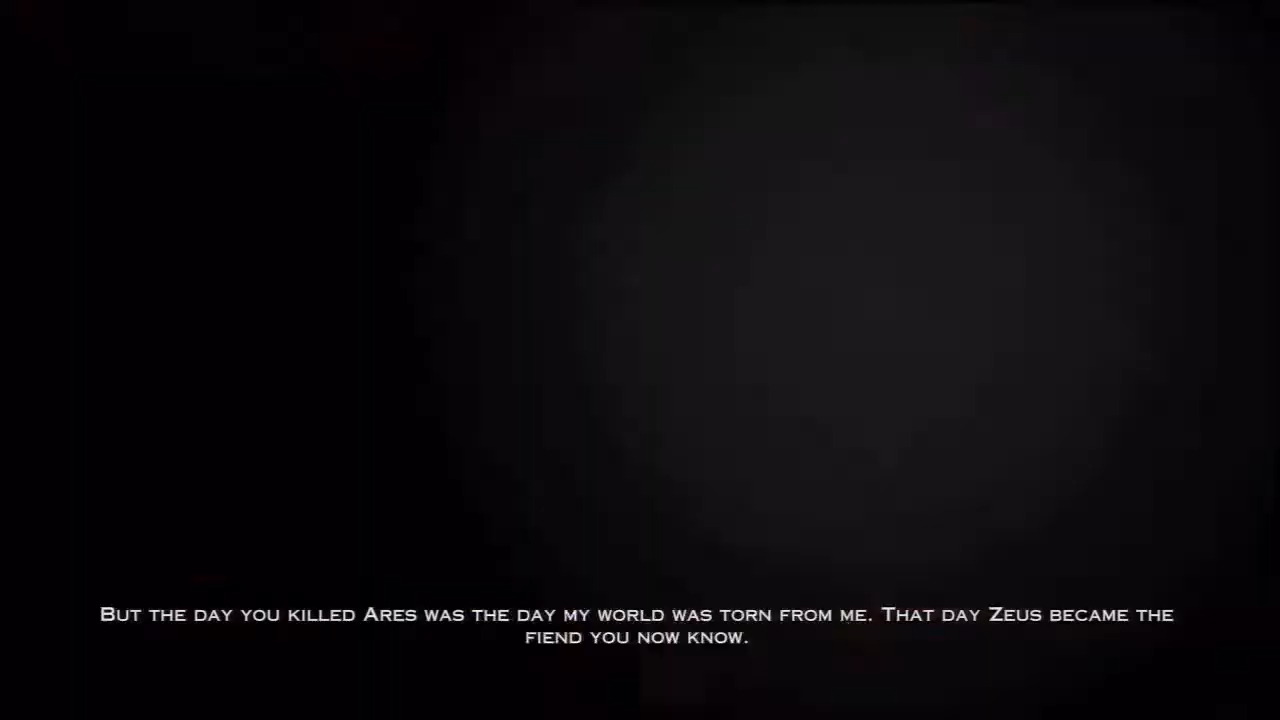 But the day you killed Ares was the day my world was torn from me. That day Zeus became the
fiend you now know.